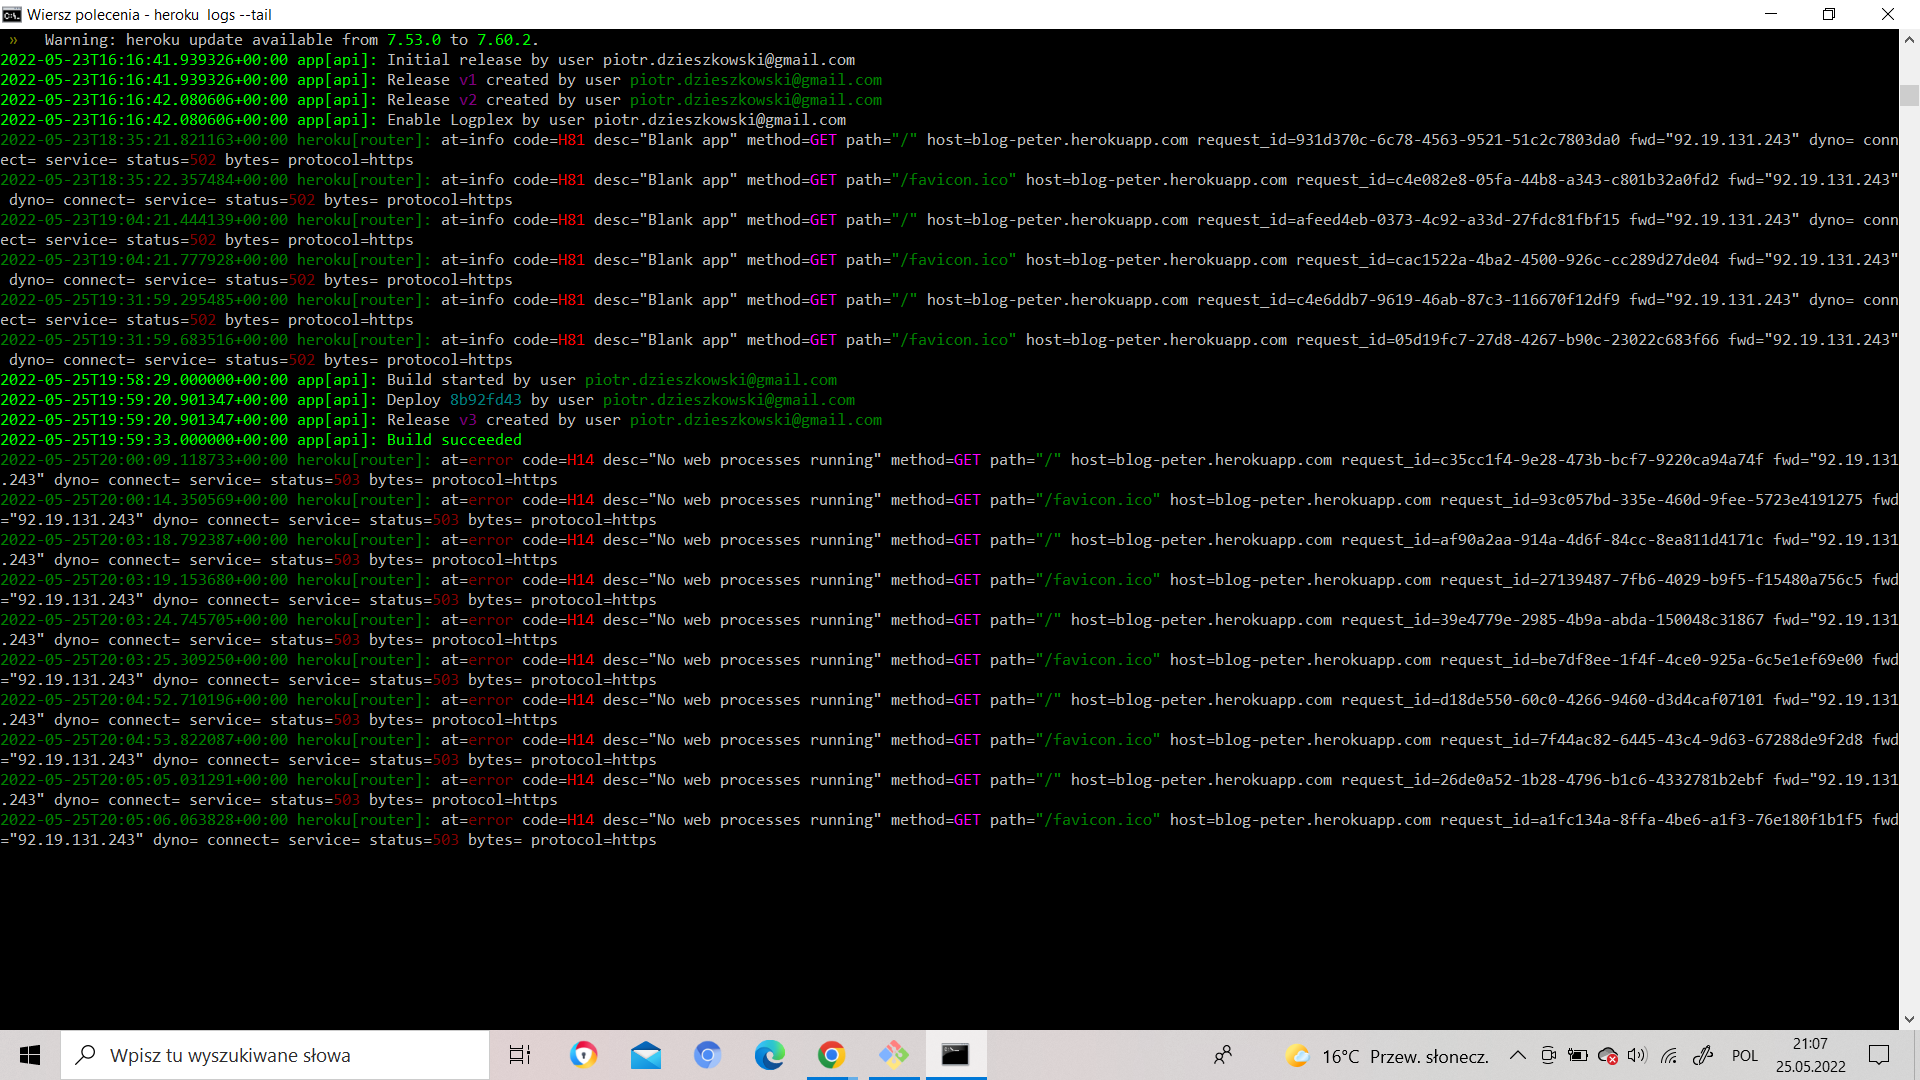 Wiersz polecenia - heroku  logs --tail
 »   Warning: heroku update available from 7.53.0 to 7.60.2.
2022-05-23T16:16:41.939326+00:00 app[api]: Initial release by user piotr.dzieszkowski@gmail.com
2022-05-23T16:16:41.939326+00:00 app[api]: Release v1 created by user piotr.dzieszkowski@gmail.com
2022-05-23T16:16:42.080606+00:00 app[api]: Release v2 created by user piotr.dzieszkowski@gmail.com
2022-05-23T16:16:42.080606+00:00 app[api]: Enable Logplex by user piotr.dzieszkowski@gmail.com
2022-05-23T18:35:21.821163+00:00 heroku[router]: at=info code=H81 desc="Blank app" method=GET path="/" host=blog-peter.herokuapp.com request_id=931d370c-6c78-4563-9521-51c2c7803da0 fwd="92.19.131.243" dyno= conn
ect= service= status=502 bytes= protocol=https
2022-05-23T18:35:22.357484+00:00 heroku[router]: at=info code=H81 desc="Blank app" method=GET path="/favicon.ico" host=blog-peter.herokuapp.com request_id=c4e082e8-05fa-44b8-a343-c801b32a0fd2 fwd="92.19.131.243"
 dyno= connect= service= status=502 bytes= protocol=https
2022-05-23T19:04:21.444139+00:00 heroku[router]: at=info code=H81 desc="Blank app" method=GET path="/" host=blog-peter.herokuapp.com request_id=afeed4eb-0373-4c92-a33d-27fdc81fbf15 fwd="92.19.131.243" dyno= conn
ect= service= status=502 bytes= protocol=https
2022-05-23T19:04:21.777928+00:00 heroku[router]: at=info code=H81 desc="Blank app" method=GET path="/favicon.ico" host=blog-peter.herokuapp.com request_id=cac1522a-4ba2-4500-926c-cc289d27de04 fwd="92.19.131.243"
 dyno= connect= service= status=502 bytes= protocol=https
2022-05-25T19:31:59.295485+00:00 heroku[router]: at=info code=H81 desc="Blank app" method=GET path="/" host=blog-peter.herokuapp.com request_id=c4e6ddb7-9619-46ab-87c3-116670f12df9 fwd="92.19.131.243" dyno= conn
ect= service= status=502 bytes= protocol=https
2022-05-25T19:31:59.683516+00:00 heroku[router]: at=info code=H81 desc="Blank app" method=GET path="/favicon.ico" host=blog-peter.herokuapp.com request_id=05d19fc7-27d8-4267-b90c-23022c683f66 fwd="92.19.131.243"
 dyno= connect= service= status=502 bytes= protocol=https
2022-05-25T19:58:29.000000+00:00 app[api]: Build started by user piotr.dzieszkowski@gmail.com
2022-05-25T19:59:20.901347+00:00 app[api]: Deploy 8b92fd43 by user piotr.dzieszkowski@gmail.com
2022-05-25T19:59:20.901347+00:00 app[api]: Release v3 created by user piotr.dzieszkowski@gmail.com
2022-05-25T19:59:33.000000+00:00 app[api]: Build succeeded
2022-05-25T20:00:09.118733+00:00 heroku[router]: at=error code=H14 desc="No web processes running" method=GET path="/" host=blog-peter.herokuapp.com request_id=c35cc1f4-9e28-473b-bcf7-9220ca94a74f fwd="92.19.131
.243" dyno= connect= service= status=503 bytes= protocol=https
2022-05-25T20:00:14.350569+00:00 heroku[router]: at=error code=H14 desc="No web processes running" method=GET path="/favicon.ico" host=blog-peter.herokuapp.com request_id=93c057bd-335e-460d-9fee-5723e4191275 fwd
="92.19.131.243" dyno= connect= service= status=503 bytes= protocol=https
2022-05-25T20:03:18.792387+00:00 heroku[router]: at=error code=H14 desc="No web processes running" method=GET path="/" host=blog-peter.herokuapp.com request_id=af90a2aa-914a-4d6f-84cc-8ea811d4171c fwd="92.19.131
.243" dyno= connect= service= status=503 bytes= protocol=https
2022-05-25T20:03:19.153680+00:00 heroku[router]: at=error code=H14 desc="No web processes running" method=GET path="/favicon.ico" host=blog-peter.herokuapp.com request_id=27139487-7fb6-4029-b9f5-f15480a756c5 fwd
="92.19.131.243" dyno= connect= service= status=503 bytes= protocol=https
2022-05-25T20:03:24.745705+00:00 heroku[router]: at=error code=H14 desc="No web processes running" method=GET path="/" host=blog-peter.herokuapp.com request_id=39e4779e-2985-4b9a-abda-150048c31867 fwd="92.19.131
.243" dyno= connect= service= status=503 bytes= protocol=https
2022-05-25T20:03:25.309250+00:00 heroku[router]: at=error code=H14 desc="No web processes running" method=GET path="/favicon.ico" host=blog-peter.herokuapp.com request_id=be7df8ee-1f4f-4ce0-925a-6c5e1ef69e00 fwd
="92.19.131.243" dyno= connect= service= status=503 bytes= protocol=https
2022-05-25T20:04:52.710196+00:00 heroku[router]: at=error code=H14 desc="No web processes running" method=GET path="/" host=blog-peter.herokuapp.com request_id=d18de550-60c0-4266-9460-d3d4caf07101 fwd="92.19.131
.243" dyno= connect= service= status=503 bytes= protocol=https
2022-05-25T20:04:53.822087+00:00 heroku[router]: at=error code=H14 desc="No web processes running" method=GET path="/favicon.ico" host=blog-peter.herokuapp.com request_id=7f44ac82-6445-43c4-9d63-67288de9f2d8 fwd
="92.19.131.243" dyno= connect= service= status=503 bytes= protocol=https
2022-05-25T20:05:05.031291+00:00 heroku[router]: at=error code=H14 desc="No web processes running" method=GET path="/" host=blog-peter.herokuapp.com request_id=26de0a52-1b28-4796-b1c6-4332781b2ebf fwd="92.19.131
.243" dyno= connect= service= status=503 bytes= protocol=https
2022-05-25T20:05:06.063828+00:00 heroku[router]: at=error code=H14 desc="No web processes running" method=GET path="/favicon.ico" host=blog-peter.herokuapp.com request_id=a1fc134a-8ffa-4be6-a1f3-76e180f1b1f5 fwd
="92.19.131.243" dyno= connect= service= status=503 bytes= protocol=https
Wpisz tu wyszukiwane słowa
16°C  Przew. słonecz.
POL
21:07
25.05.2022